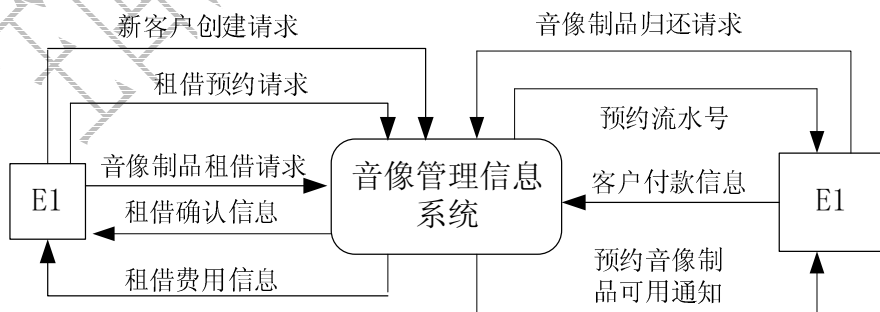 新客户创建请求
音像制品归还请求
租借预约请求
预约流水号
音像制品租借请求
音像管理信息
系统
客户付款信息
E1
E1
租借确认信息
租借费用信息
预约音像制
品可用通知